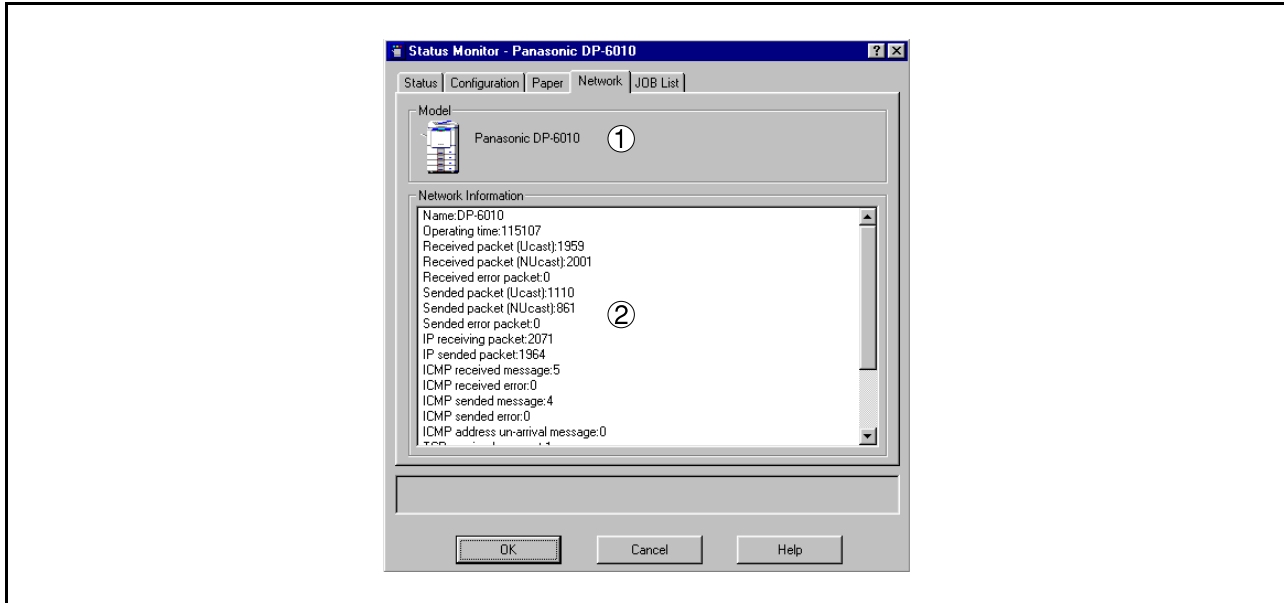 Status Monitor - Panasonic DP-6010
Status Configuration Paper Network JOB List
Model
Panasonic DP-6010 ①
Network Information
Name:DP-6010
Operating time:115107
Received packet (Ucast):1959
Received packet (NUcast):2001
Received error packet:0
Sended packet (Ucast):1110
Sended packet (NUcast):861
②
Sended error packet:0
IP receiving packet:2071
IP sended packet:1964
ICMP received message:5
ICMP received error:0
ICMP sended message:4
ICMP sended error:0
ICMP address un-arrival message:0
OK Cancel Help